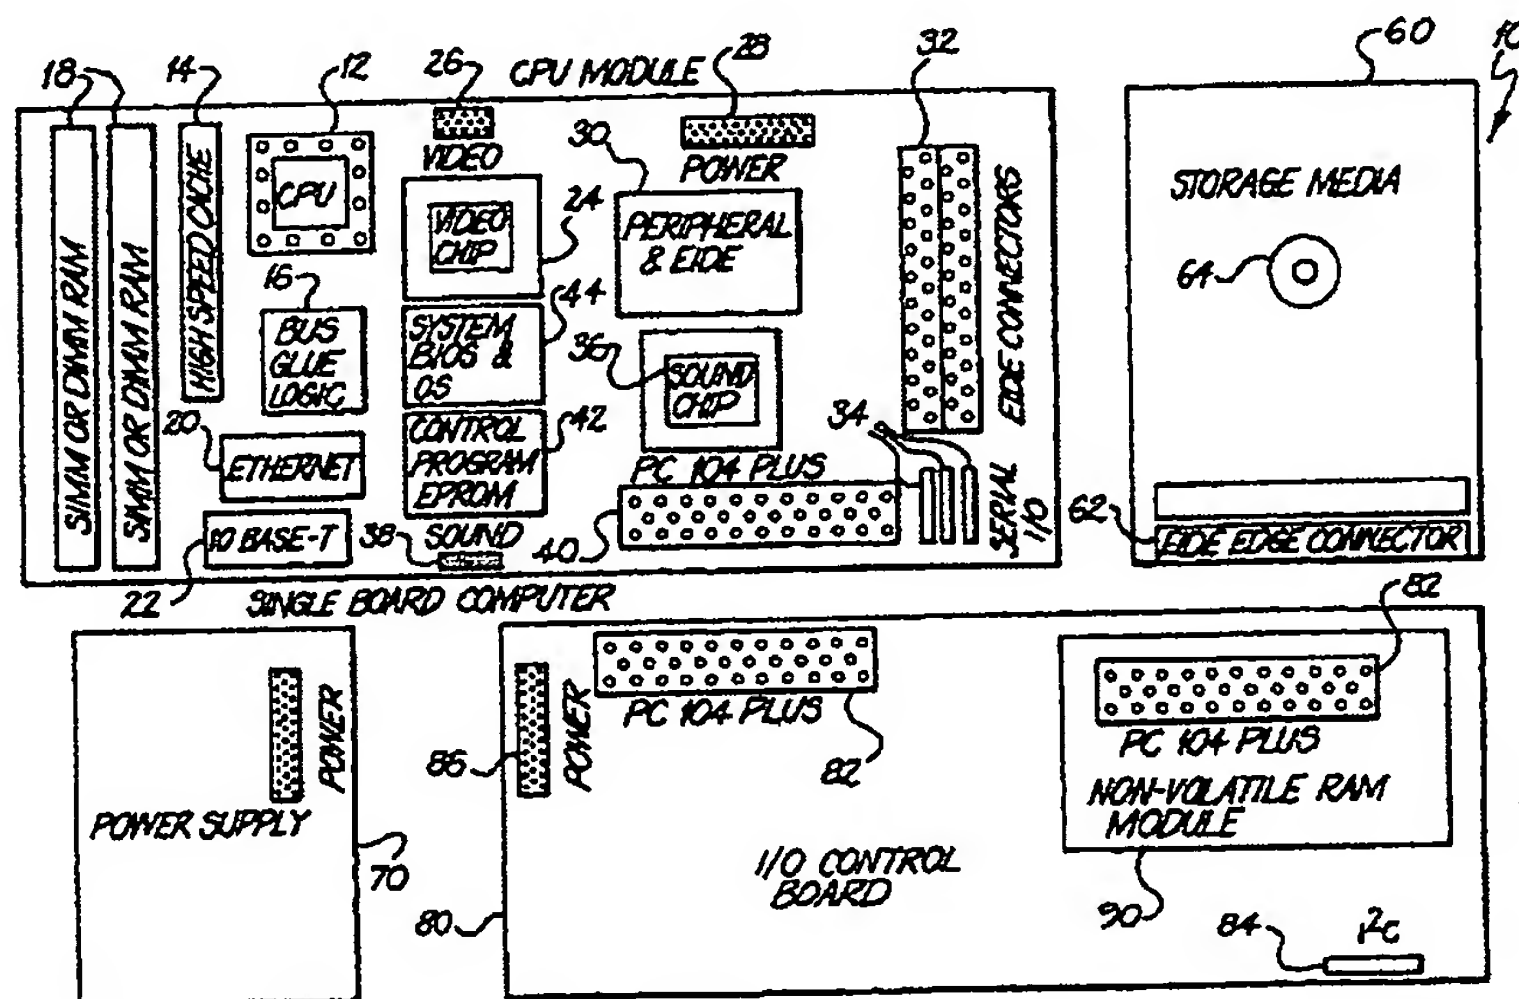 CPU MODULE
18
14
12
26
28
32
60
10
SIMM OR DIMM RAM
SIMM OR DIMM RAM
HIGH SPEED CACHE
CPU
VIDEO
30
POWER
EIDE CONNECTORS
STORAGE MEDIA
VIDEO
CHIP
24
PERIPHERAL
& EIDE
64
16
BUS
GLUE
LOGIC
44
SYSTEM
BIOS &
OS
36
SOUND
CHIP
34
20
ETHERNET
42
CONTROL
PROGRAM
EPROM
PC 104 PLUS
SERIAL
I/O
62
EIDE EDGE CONNECTOR
10 BASE-T
38
SOUND
40
22
SINGLE BOARD COMPUTER
82
POWER
POWER SUPPLY
70
86
POWER
PC 104 PLUS
82
PC 104 PLUS
NON-VOLATILE RAM
MODULE
I/O CONTROL
BOARD
80
90
84
I²C